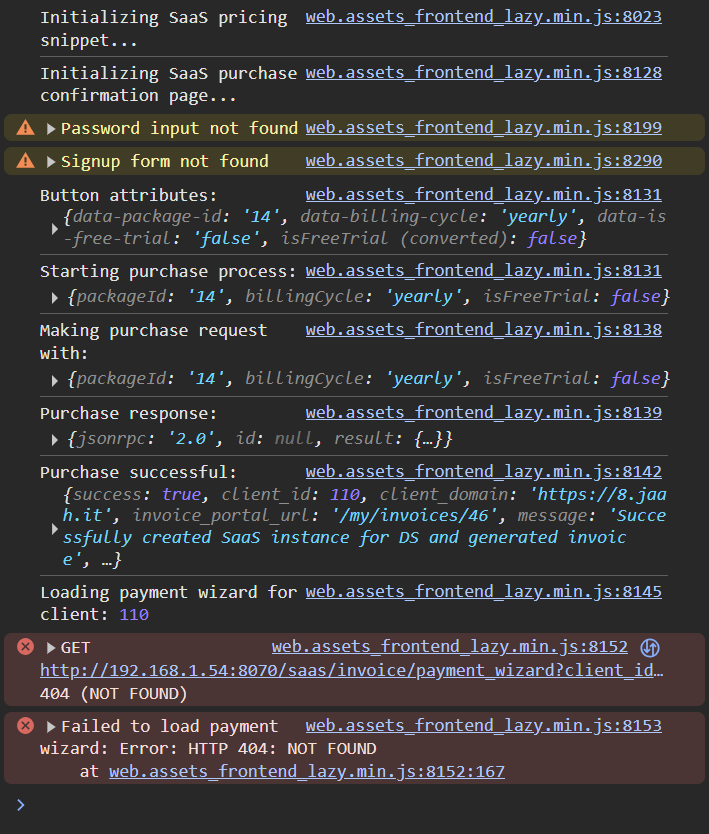 Initializing SaaS pricing web.assets_frontend_lazy.min.js:8023
snippet...
Initializing SaaS purchase web.assets_frontend_lazy.min.js:8128
confirmation page...
Password input not found web.assets_frontend_lazy.min.js:8199
Signup form not found web.assets_frontend_lazy.min.js:8290
Button attributes: web.assets_frontend_lazy.min.js:8131
{data-package-id: '14', data-billing-cycle: 'yearly', data-is
-free-trial: 'false', isFreeTrial (converted): false}
Starting purchase process: web.assets_frontend_lazy.min.js:8131
{packageId: '14', billingCycle: 'yearly', isFreeTrial: false}
Making purchase request web.assets_frontend_lazy.min.js:8138
with:
{packageId: '14', billingCycle: 'yearly', isFreeTrial: false}
Purchase response: web.assets_frontend_lazy.min.js:8139
{jsonrpc: '2.0', id: null, result: {…}}
Purchase successful: web.assets_frontend_lazy.min.js:8142
{success: true, client_id: 110, client_domain: 'https://8.jaa
h.it', invoice_portal_url: '/my/invoices/46', message: 'Succe
ssfully created SaaS instance for DS and generated invoic
e', …}
Loading payment wizard for web.assets_frontend_lazy.min.js:8145
client: 110
GET web.assets_frontend_lazy.min.js:8152
http://192.168.1.54:8070/saas/invoice/payment_wizard?client_id…
404 (NOT FOUND)
Failed to load payment web.assets_frontend_lazy.min.js:8153
wizard: Error: HTTP 404: NOT FOUND
at web.assets_frontend_lazy.min.js:8152:167